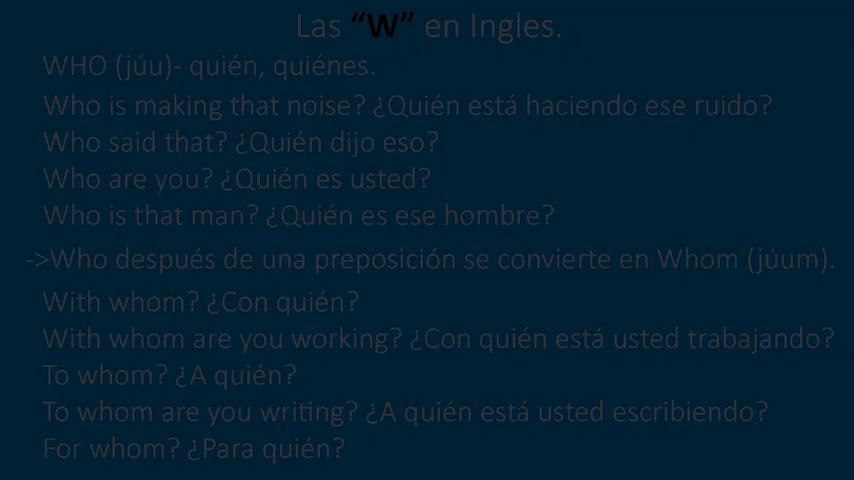 Las “W” en Ingles.
WHO (júu)- quién, quiénes.
Who is making that noise? ¿Quién está haciendo ese ruido?
Who said that? ¿Quién dijo eso?
Who are you? ¿Quién es usted?
Who is that man? ¿Quién es ese hombre?
->Who después de una preposición se convierte en Whom (júum).
With whom? ¿Con quién?
With whom are you working? ¿Con quién está usted trabajando?
To whom? ¿A quién?
To whom are you writing? ¿A quién está usted escribiendo?
For whom? ¿Para quién?